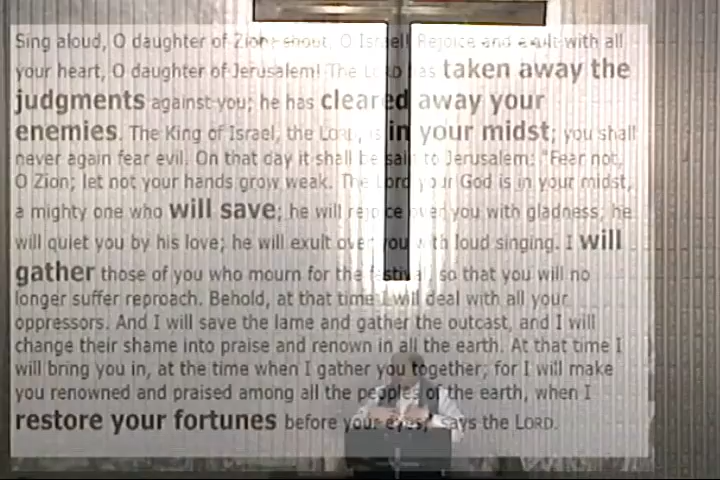 Sing aloud, O daughter of Zion; shout, O Israel! Rejoice and exult with all
your heart, O daughter of Jerusalem! The LORD has taken away the
judgments against you; he has cleared away your
enemies. The King of Israel, the LORD, is in your midst; you shall
never again fear evil. On that day it shall be said to Jerusalem: "Fear not,
O Zion; let not your hands grow weak. The Lord your God is in your midst,
a mighty one who will save; he will rejoice over you with gladness; he
will quiet you by his love; he will exult over you with loud singing. I will
gather those of you who mourn for the festival, so that you will no
longer suffer reproach. Behold, at that time I will deal with all your
oppressors. And I will save the lame and gather the outcast, and I will
change their shame into praise and renown in all the earth. At that time I
will bring you in, at the time when I gather you together; for I will make
you renowned and praised among all the peoples of the earth, when I
restore your fortunes before your eyes," says the LORD.